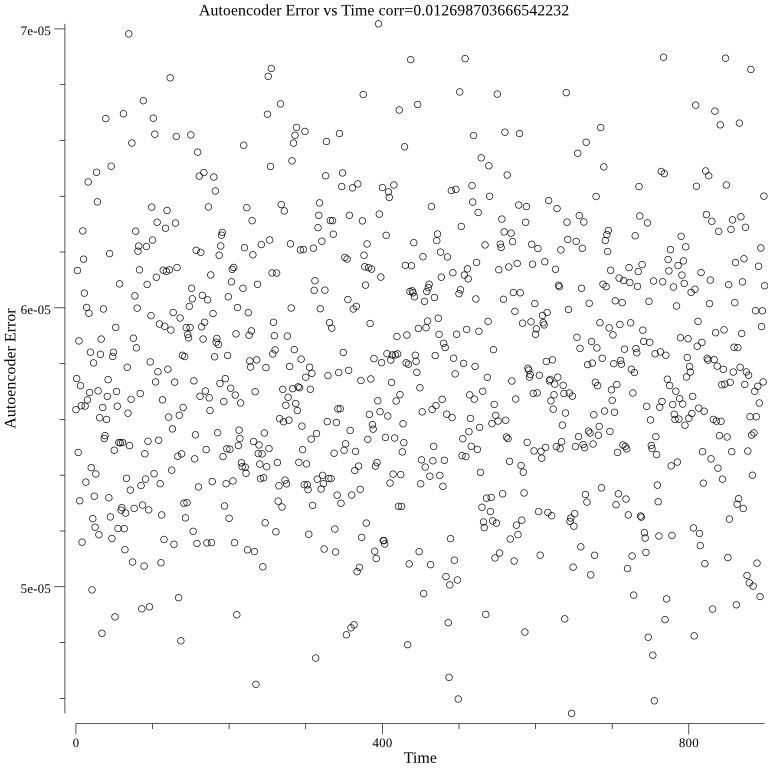 Autoencoder Error vs Time corr=0.012698703666542232
7e-05
6e-05
5e-05
Autoencoder Error
0
400
800
Time